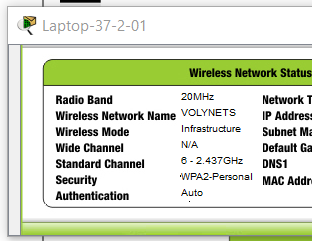 Laptop-37-2-01
Wireless Network Status
Radio Band 20MHz Network T
Wireless Network Name VOLYNETS IP Address
Wireless Mode Infrastructure Subnet Ma
Wide Channel N/A Default Ga
Standard Channel 6 - 2.437GHz DNS1
Security WPA2-Personal MAC Addr
Authentication Auto